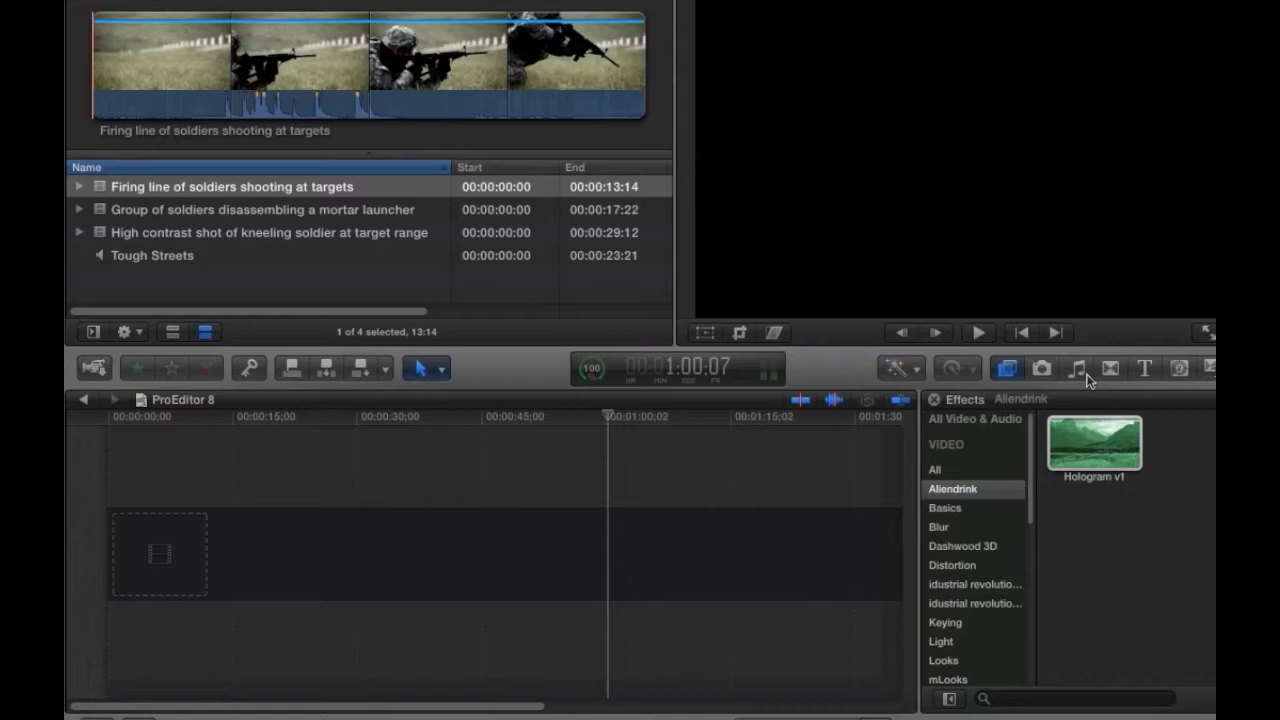 Firing line of soldiers shooting at targets
Name Start End
Firing line of soldiers shooting at targets 00:00:00:00 00:00:13:14
Group of soldiers disassembling a mortar launcher 00:00:00:00 00:00:17:22
High contrast shot of kneeling soldier at target range 00:00:00:00 00:00:29:12
Tough Streets 00:00:00:00 00:00:23:21
1 of 4 selected, 13:14
100 00:01:00:07
HR MIN SEC FR
T
ProEditor 8
00:00:00;00 00:00:15;00 00:00:30;00 00:00:45;00 00:01:00;02 00:01:15;02 00:01:30
Effects Aliendrink
All Video & Audio
VIDEO
All
Aliendrink
Basics
Blur
Dashwood 3D
Distortion
idustrial revolutio...
idustrial revolutio...
Keying
Light
Looks
mLooks
Hologram v1